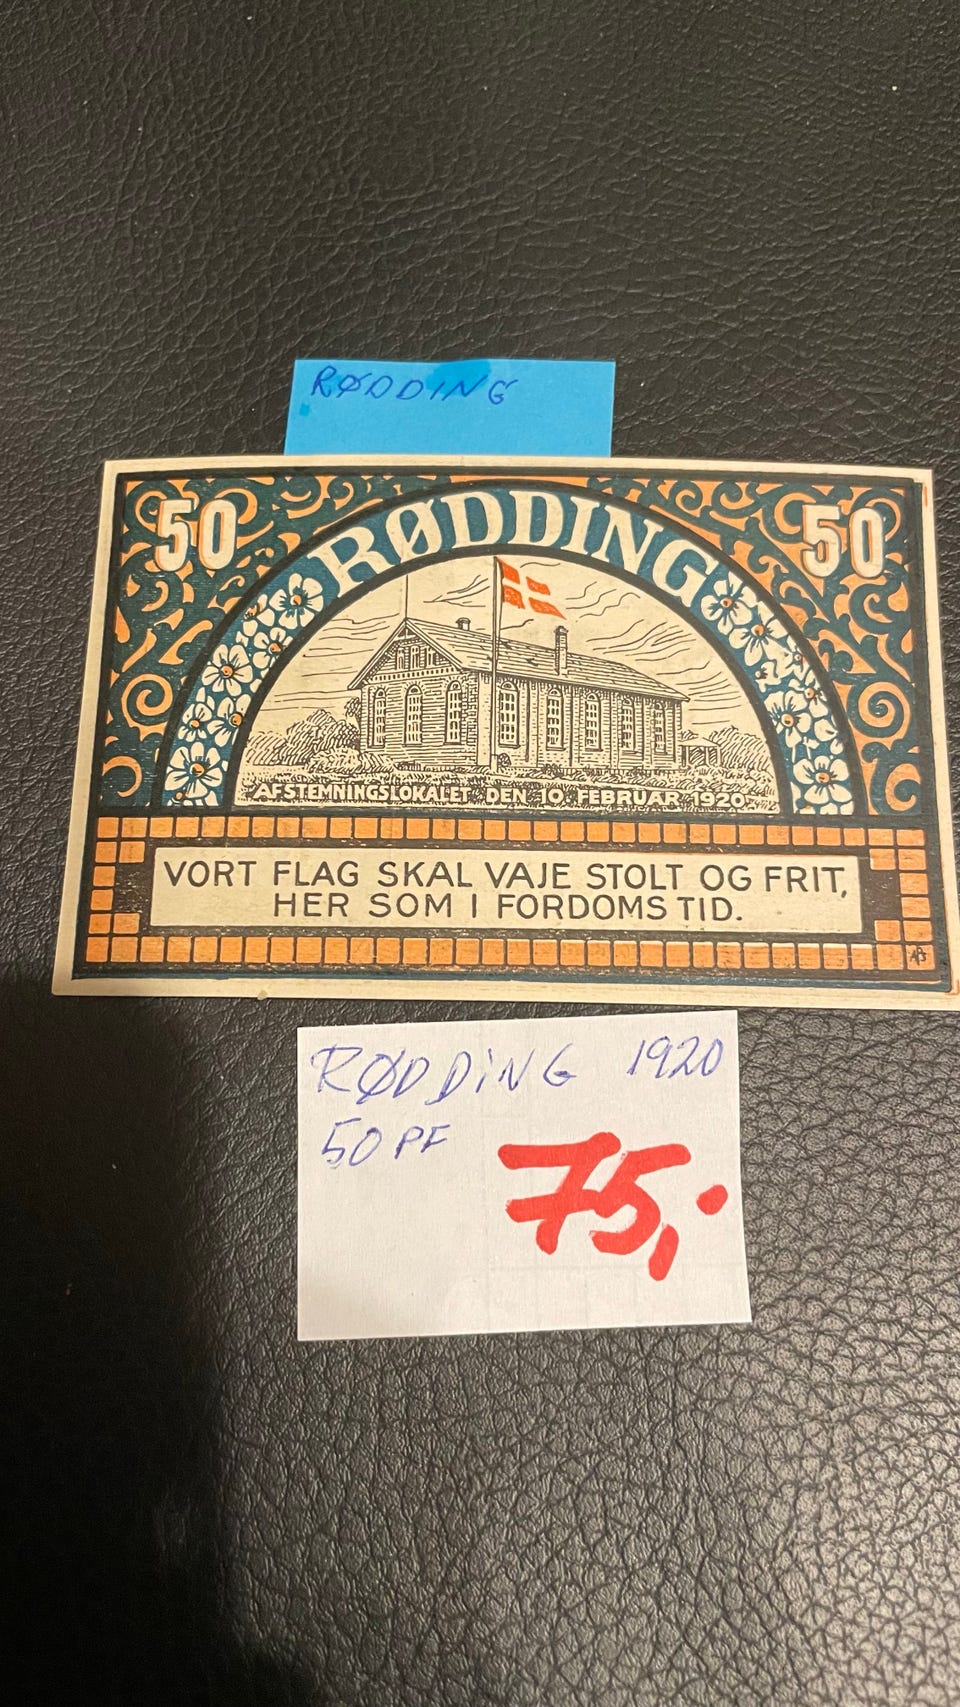 RØDDING
50 RØDDING 50
AFSTEMNINGSLOKALET DEN 10. FEBRUAR 1920.
VORT FLAG SKAL VAJE STOLT OG FRIT,
HER SOM I FORDOMS TID.
RØDDING 1920
50 PF
75,-